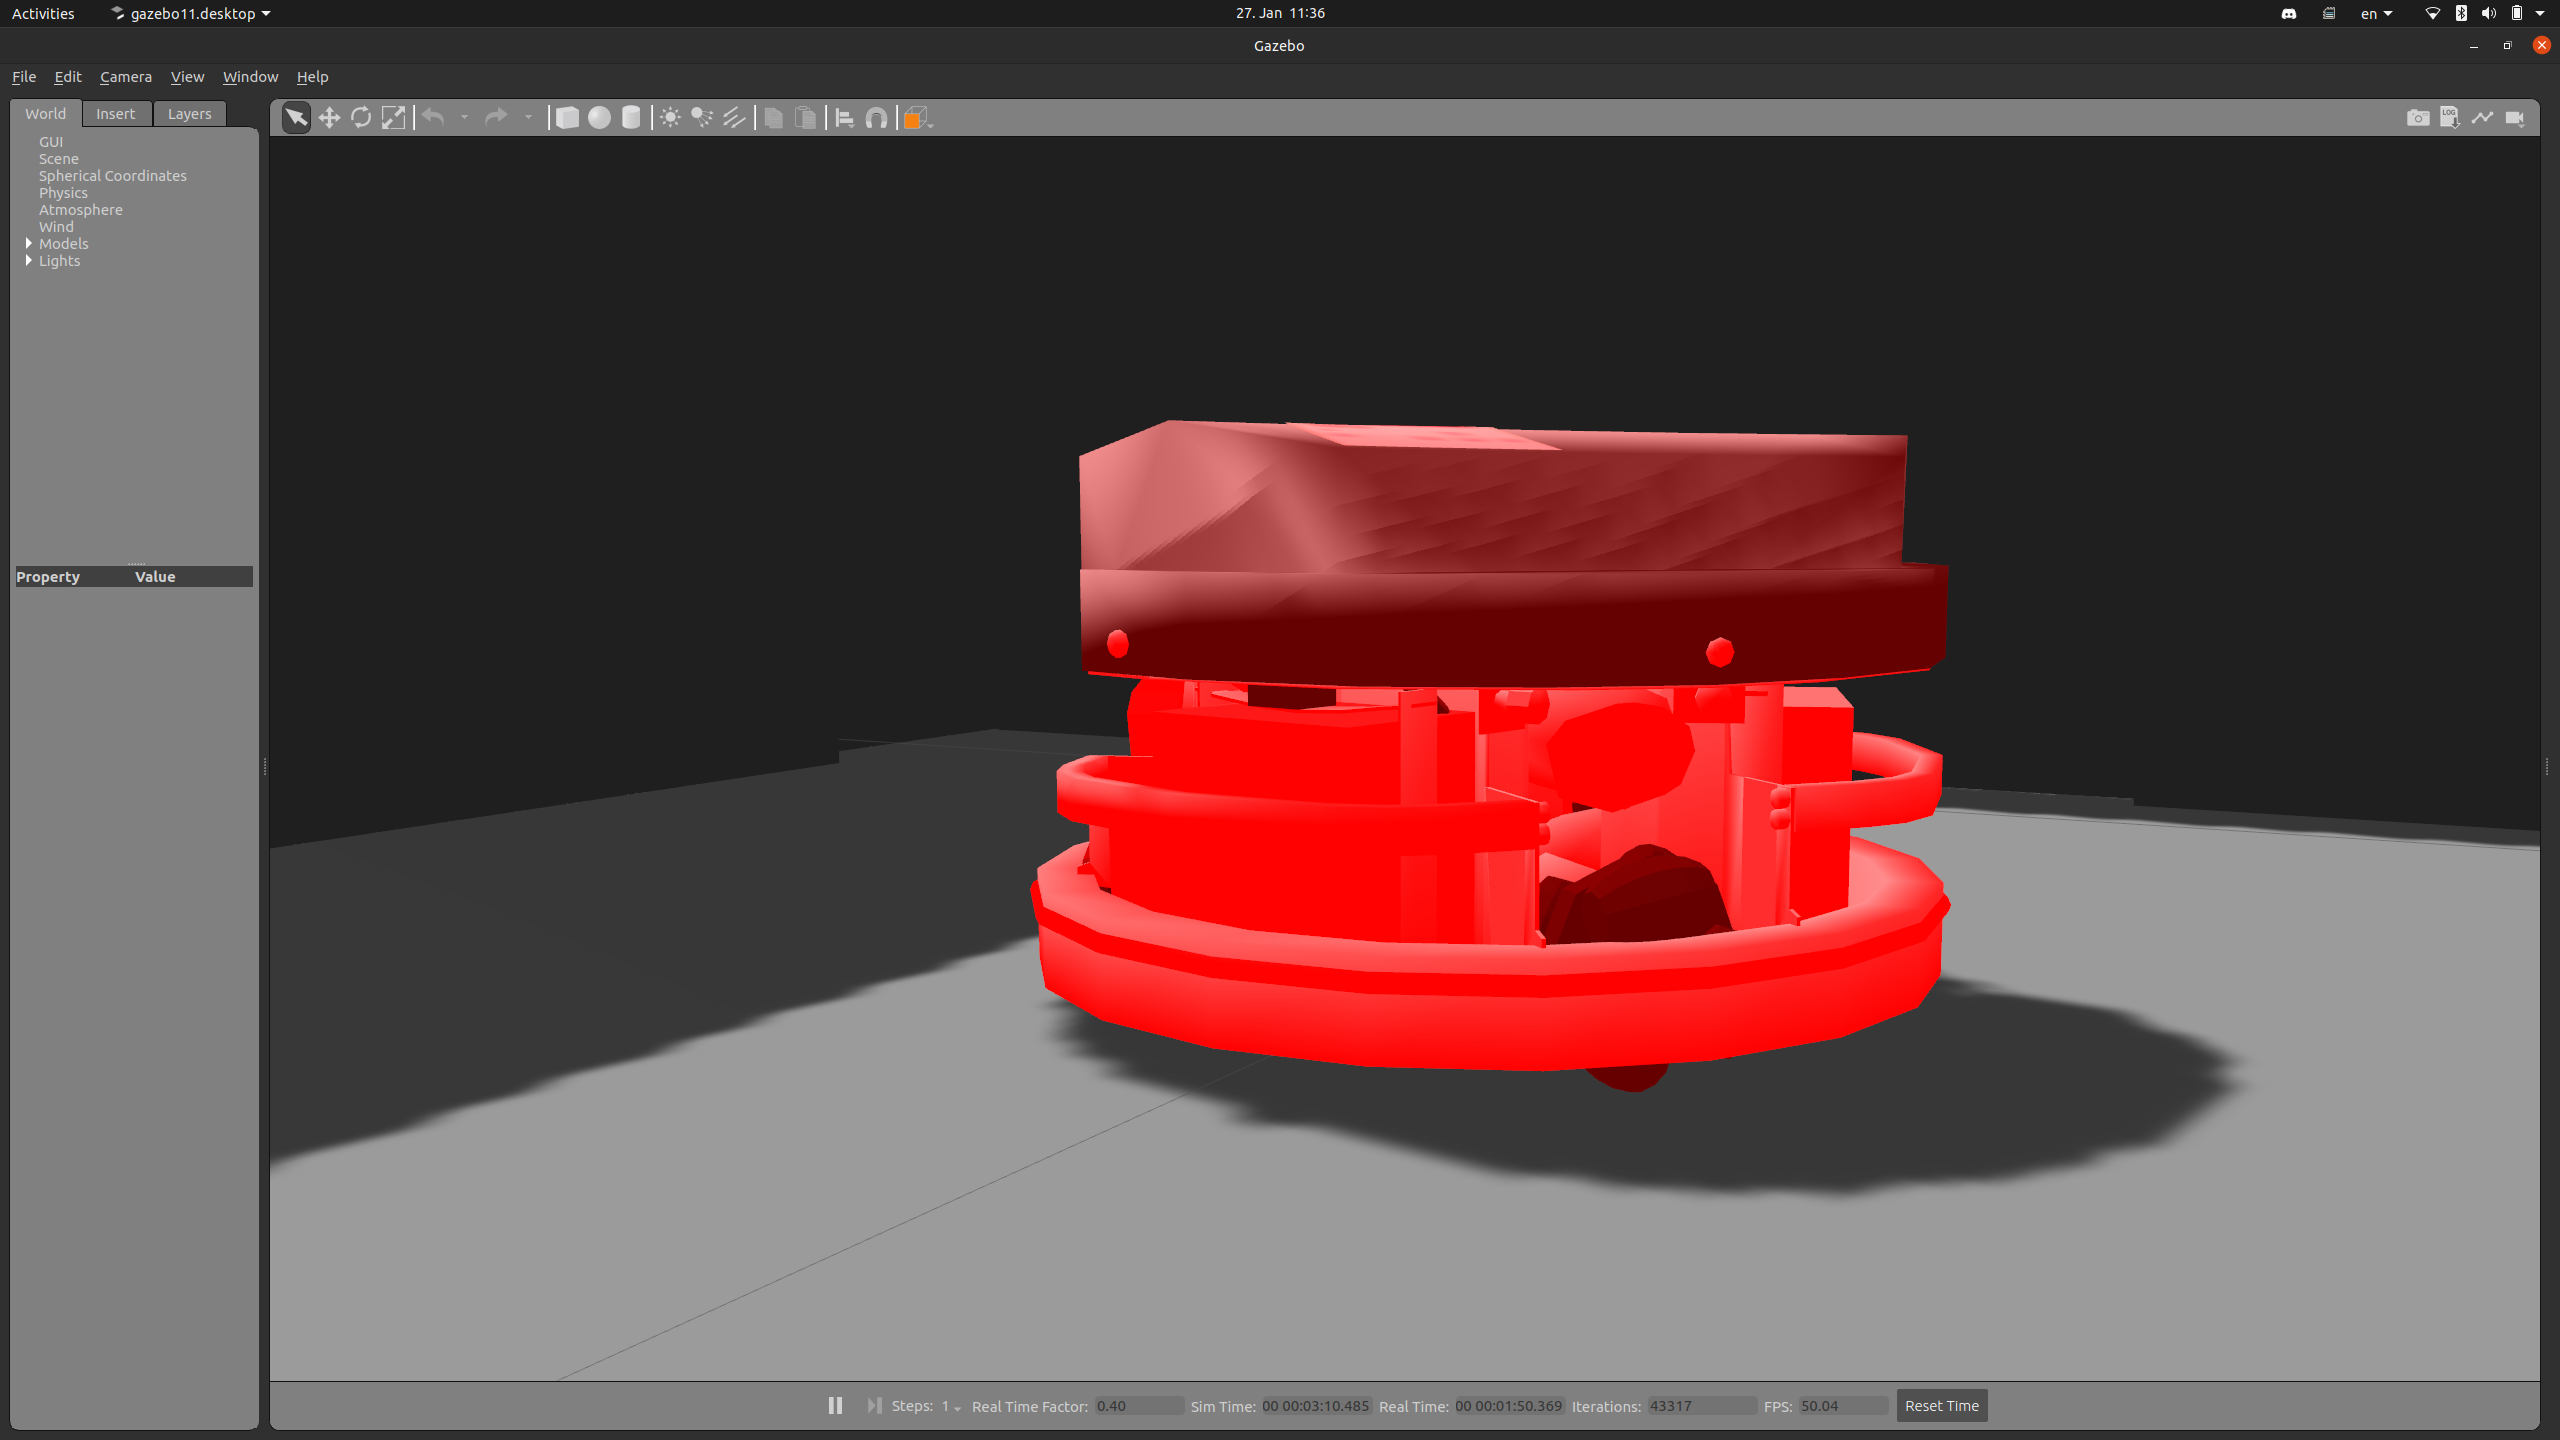 Activities gazebo11.desktop 27. Jan 11:36 en
Gazebo
File Edit Camera View Window Help
World Insert Layers
GUI
Scene
Spherical Coordinates
Physics
Atmosphere
Wind
Models
Lights
Property Value
LOG
Steps: 1 Real Time Factor: 0.40 Sim Time: 00 00:03:10.485 Real Time: 00 00:01:50.369 Iterations: 43317 FPS: 50.04 Reset Time